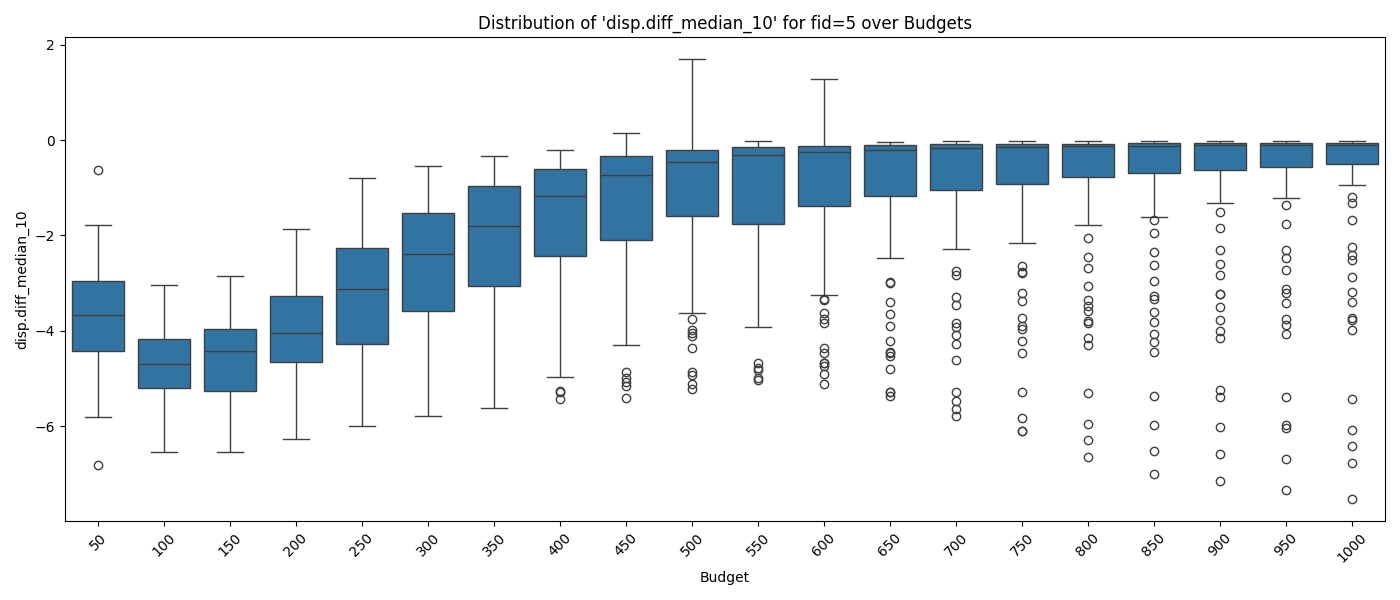 Distribution of 'disp.diff_median_10' for fid=5 over Budgets
disp.diff_median_10
2
0
−2
−4
−6
50 100 150 200 250 300 350 400 450 500 550 600 650 700 750 800 850 900 950 1000
Budget